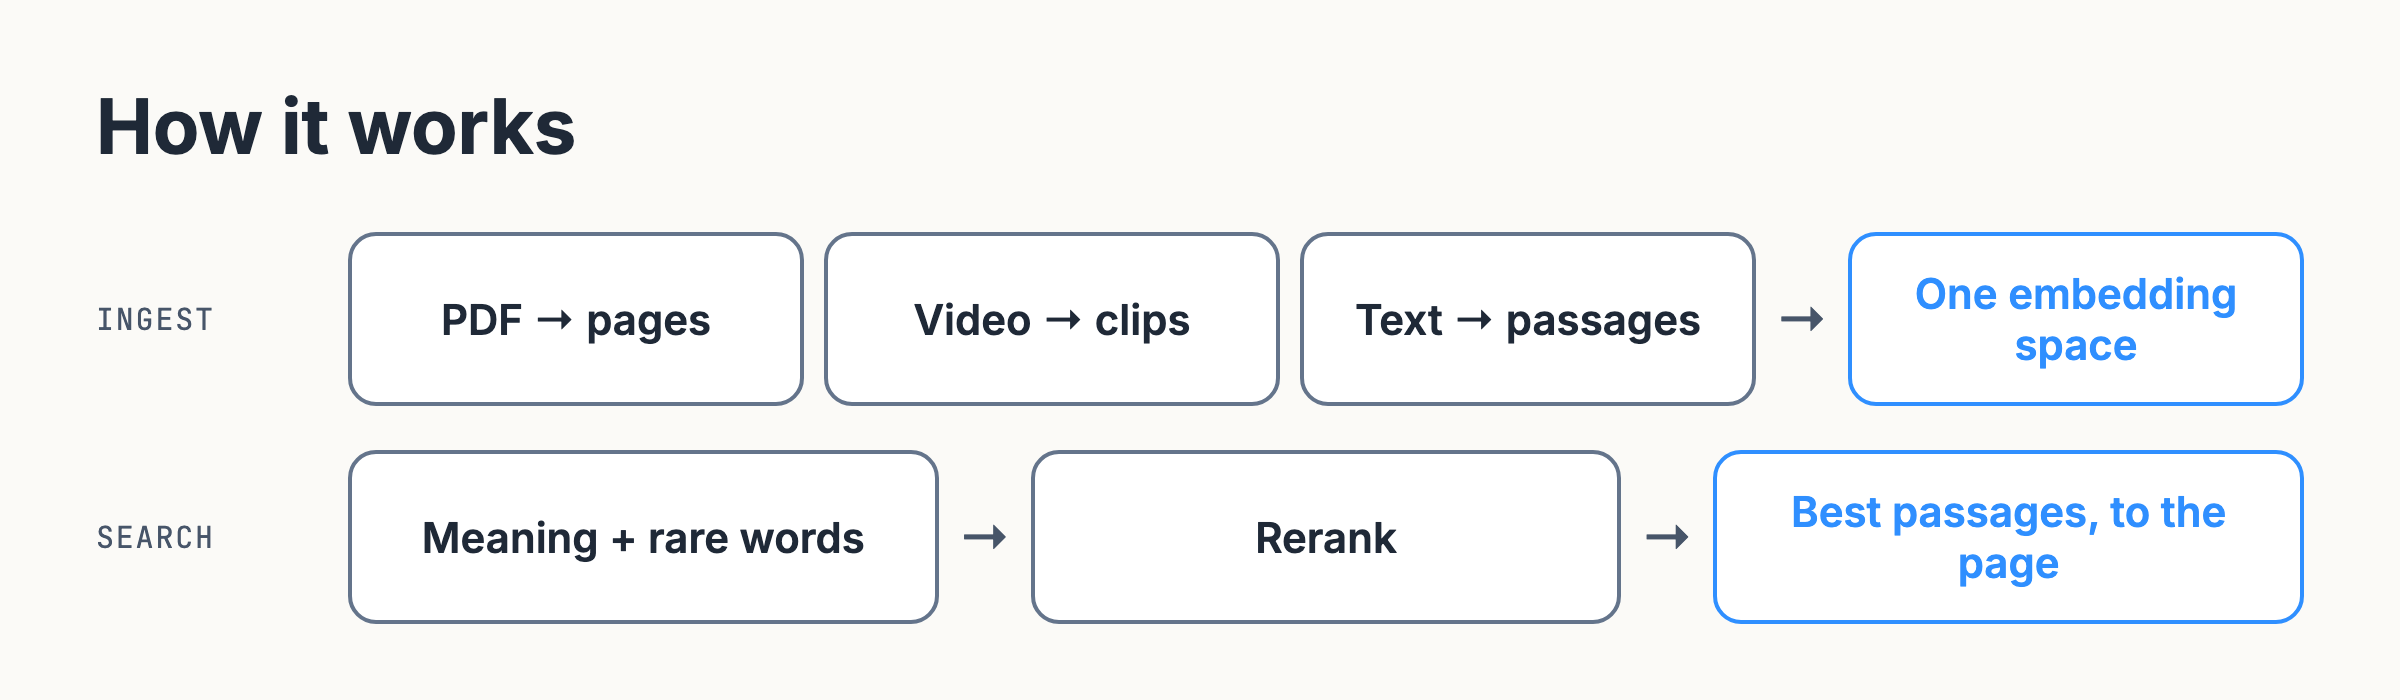 How it works
INGEST
PDF → pages
Video → clips
Text → passages
→
One embedding
space
SEARCH
Meaning + rare words
→
Rerank
→
Best passages, to the
page